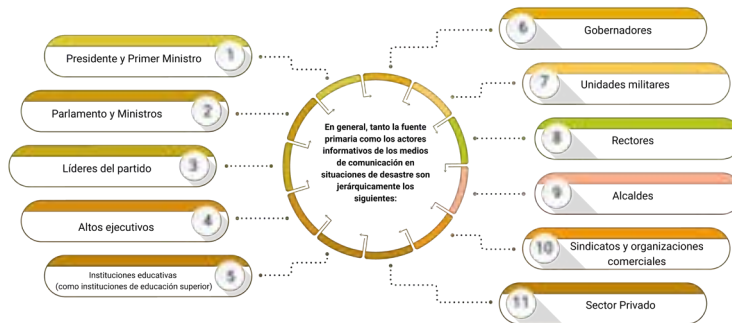 1
Presidente y Primer Ministro
2
Parlamento y Ministros
3
Líderes del partido
4
Altos ejecutivos
5
Instituciones educativas
(como instituciones de educación superior)
En general, tanto la fuente
primaria como los actores
informativos de los medios
de comunicación en
situaciones de desastre son
jerárquicamente los
siguientes:
6
Gobernadores
7
Unidades militares
8
Rectores
9
Alcaldes
10
Sindicatos y organizaciones
comerciales
11
Sector Privado